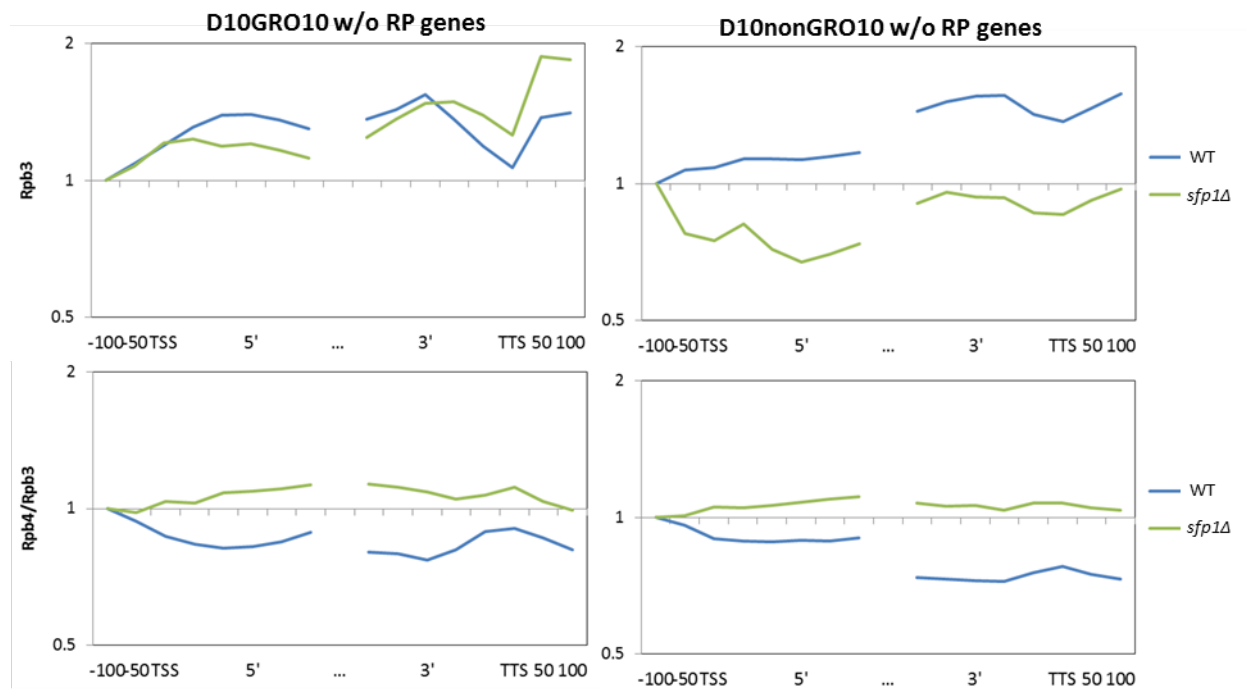 D10GRO10 w/o RP genes
D10nonGRO10 w/o RP genes
2
1
0.5
Rpb3
-100-50TSS 5' ... 3' TTS 50 100
2
1
0.5
-100-50TSS 5' ... 3' TTS 50 100
WT
sfp1Δ
2
1
0.5
Rpb4/Rpb3
-100-50TSS 5' ... 3' TTS 50 100
2
1
0.5
-100-50TSS 5' ... 3' TTS 50 100
WT
sfp1Δ